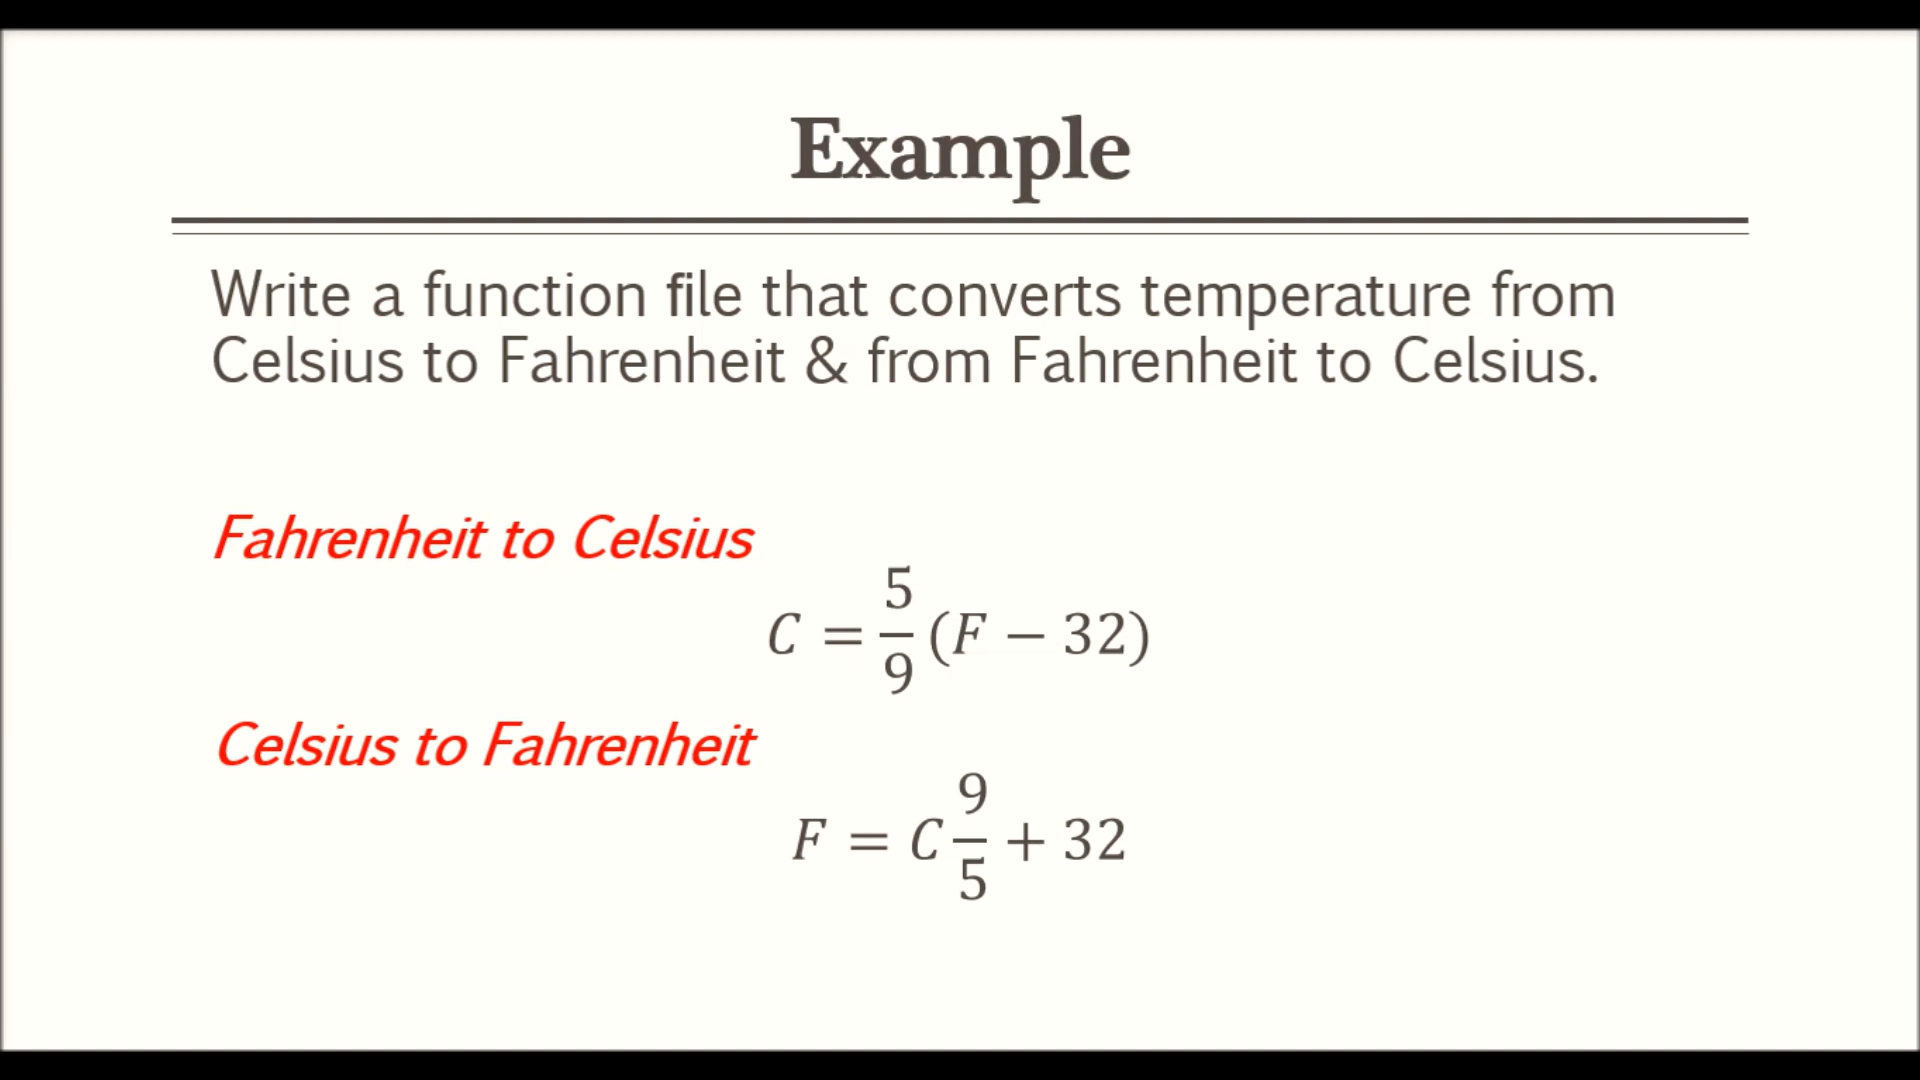 Example
Write a function file that converts temperature from
Celsius to Fahrenheit & from Fahrenheit to Celsius.
Fahrenheit to Celsius
C = 5/9 (F − 32)
Celsius to Fahrenheit
F = C 9/5 + 32